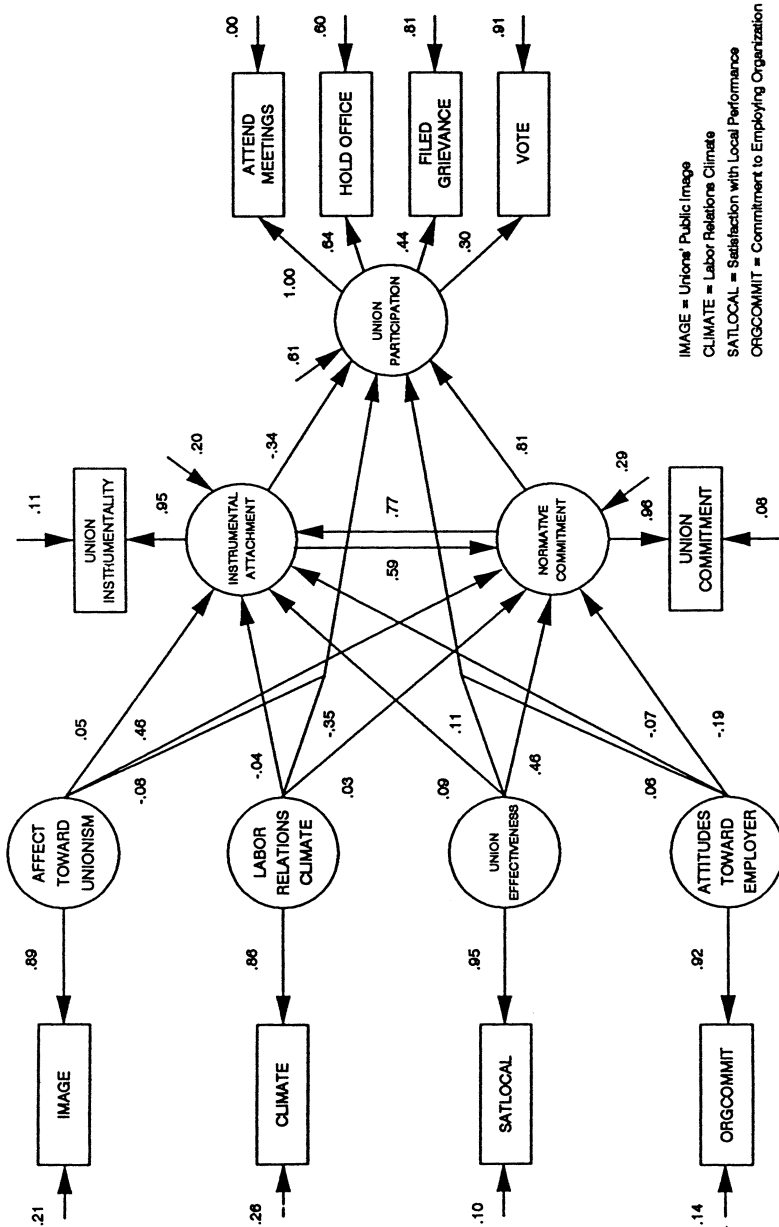 .21
IMAGE
.89
AFFECT
TOWARD
UNIONISM
.05
.46
-.08
.26
CLIMATE
.86
LABOR
RELATIONS
CLIMATE
-.04
-.35
.03
.10
SATLOCAL
.95
UNION
EFFECTIVENESS
.11
.09
.46
.14
ORGCOMMIT
.92
ATTITUDES
TOWARD
EMPLOYER
.06
-.07
-.19
.11
UNION
INSTRUMENTALITY
.95
.20
INSTRUMENTAL
ATTACHMENT
.59
.77
NORMATIVE
COMMITMENT
.29
.96
UNION
COMMITMENT
.08
-.34
.81
.61
UNION
PARTICIPATION
1.00
.64
.44
.30
ATTEND
MEETINGS
.00
HOLD OFFICE
.60
FILED
GRIEVANCE
.81
VOTE
.91
IMAGE = Unions' Public Image
CLIMATE = Labor Relations Climate
SATLOCAL = Satisfaction with Local Performance
ORGCOMMIT = Commitment to Employing Organization